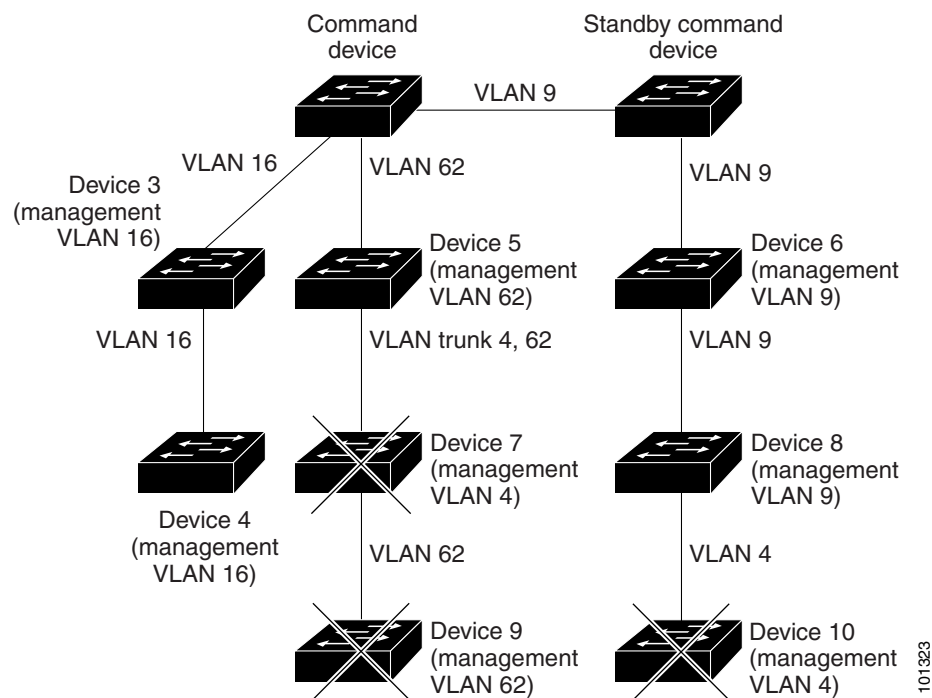 Command
device
Standby command
device
VLAN 9
VLAN 16
VLAN 62
VLAN 9
Device 3
(management
VLAN 16)
Device 5
(management
VLAN 62)
Device 6
(management
VLAN 9)
VLAN 16
VLAN trunk 4, 62
VLAN 9
Device 7
(management
VLAN 4)
Device 8
(management
VLAN 9)
Device 4
(management
VLAN 16)
VLAN 62
VLAN 4
Device 9
(management
VLAN 62)
Device 10
(management
VLAN 4)
101323